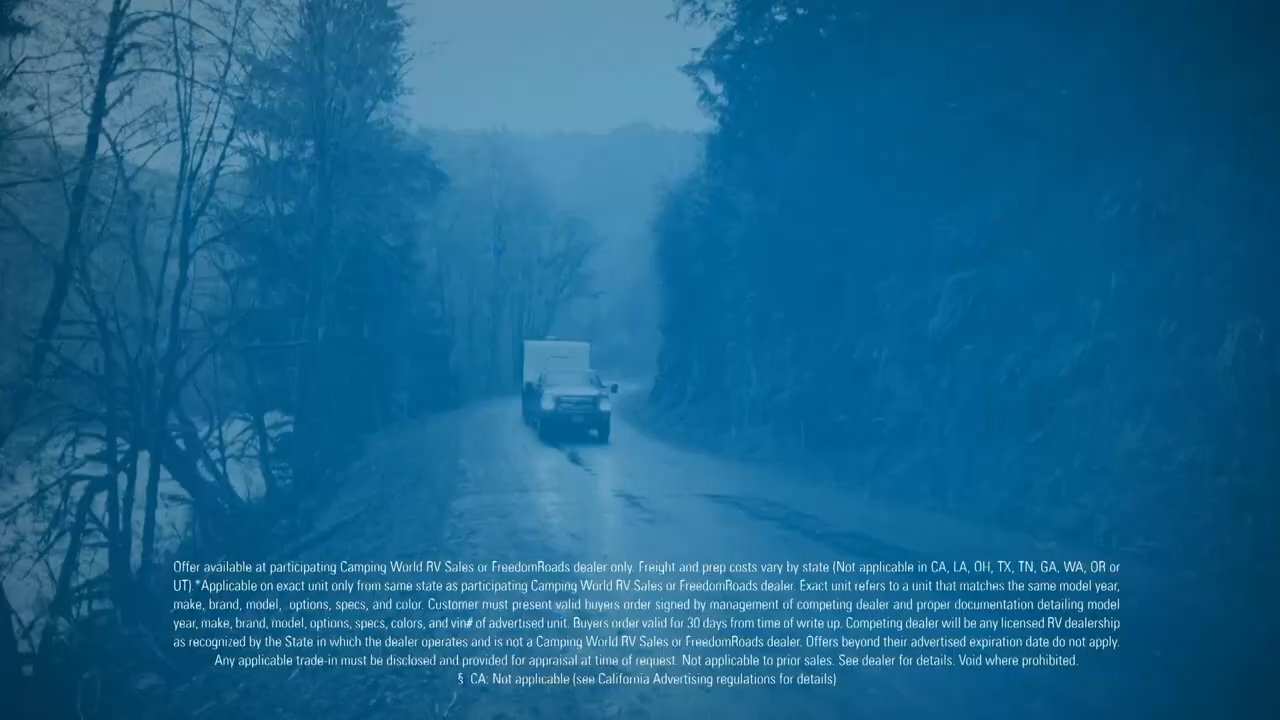 Offer available at participating Camping World RV Sales or FreedomRoads dealer only. Freight and prep costs vary by state (Not applicable in CA, LA, OH, TX, TN, GA, WA, OR or
UT).*Applicable on exact unit only from same state as participating Camping World RV Sales or FreedomRoads dealer. Exact unit refers to a unit that matches the same model year,
make, brand, model, options, specs, and color. Customer must present valid buyers order signed by management of competing dealer and proper documentation detailing model
year, make, brand, model, options, specs, colors, and vin# of advertised unit. Buyers order valid for 30 days from time of write up. Competing dealer will be any licensed RV dealership
as recognized by the State in which the dealer operates and is not a Camping World RV Sales or FreedomRoads dealer. Offers beyond their advertised expiration date do not apply.
Any applicable trade-in must be disclosed and provided for appraisal at time of request. Not applicable to prior sales. See dealer for details. Void where prohibited.
§ CA: Not applicable (see California Advertising regulations for details)